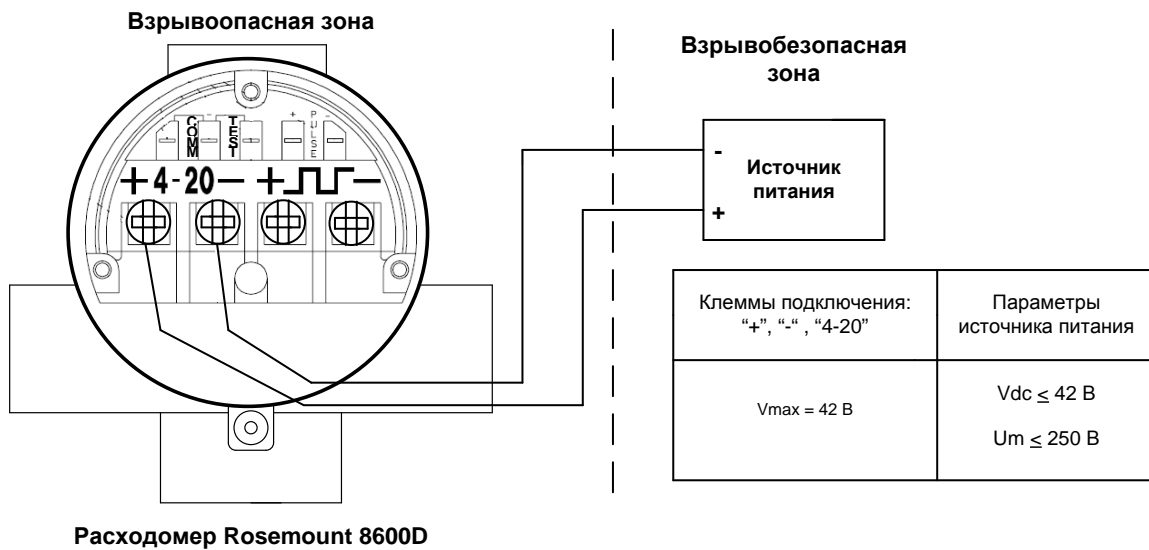 Взрывоопасная зона
Взрывобезопасная
зона
COMM
-
TEST
+ PULSE -
+ 4-20 - + -
-
Источник
питания
+
Клеммы подключения:
“+”, “-“ , “4-20”
Параметры
источника питания
Vmax = 42 В
Vdc ≤ 42 В
Um ≤ 250 В
Расходомер Rosemount 8600D